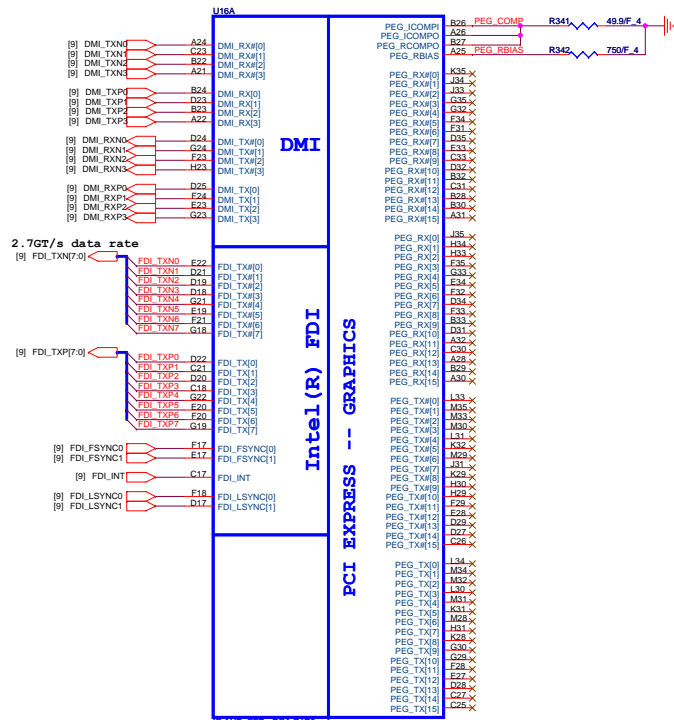 U16A
[9] DMI_TXN0 A24 DMI_RX#[0]
[9] DMI_TXN1 C23 DMI_RX#[1]
[9] DMI_TXN2 B22 DMI_RX#[2]
[9] DMI_TXN3 A21 DMI_RX#[3]
[9] DMI_TXP0 B24 DMI_RX[0]
[9] DMI_TXP1 D23 DMI_RX[1]
[9] DMI_TXP2 B23 DMI_RX[2]
[9] DMI_TXP3 A22 DMI_RX[3]
[9] DMI_RXN0 D24 DMI_TX#[0]
[9] DMI_RXN1 G24 DMI_TX#[1]
[9] DMI_RXN2 F23 DMI_TX#[2]
[9] DMI_RXN3 H23 DMI_TX#[3]
[9] DMI_RXP0 D25 DMI_TX[0]
[9] DMI_RXP1 F24 DMI_TX[1]
[9] DMI_RXP2 E23 DMI_TX[2]
[9] DMI_RXP3 G23 DMI_TX[3]
DMI
2.7GT/s data rate
[9] FDI_TXN[7:0]
FDI_TXN0 E22 FDI_TX#[0]
FDI_TXN1 D21 FDI_TX#[1]
FDI_TXN2 D19 FDI_TX#[2]
FDI_TXN3 D18 FDI_TX#[3]
FDI_TXN4 G21 FDI_TX#[4]
FDI_TXN5 E19 FDI_TX#[5]
FDI_TXN6 F21 FDI_TX#[6]
FDI_TXN7 G18 FDI_TX#[7]
[9] FDI_TXP[7:0]
FDI_TXP0 D22 FDI_TX[0]
FDI_TXP1 C21 FDI_TX[1]
FDI_TXP2 D20 FDI_TX[2]
FDI_TXP3 C18 FDI_TX[3]
FDI_TXP4 G22 FDI_TX[4]
FDI_TXP5 E20 FDI_TX[5]
FDI_TXP6 F20 FDI_TX[6]
FDI_TXP7 G19 FDI_TX[7]
[9] FDI_FSYNC0 F17 FDI_FSYNC[0]
[9] FDI_FSYNC1 E17 FDI_FSYNC[1]
[9] FDI_INT C17 FDI_INT
[9] FDI_LSYNC0 F18 FDI_LSYNC[0]
[9] FDI_LSYNC1 D17 FDI_LSYNC[1]
Intel(R) FDI
PCI EXPRESS -- GRAPHICS
PEG_ICOMPI B26 PEG_COMP R341 49.9/F_4
PEG_ICOMPO A26
PEG_RCOMPO B27
PEG_RBIAS A25 PEG_RBIAS R342 750/F_4
PEG_RX#[0] K35
PEG_RX#[1] J34
PEG_RX#[2] J33
PEG_RX#[3] G35
PEG_RX#[4] G32
PEG_RX#[5] F34
PEG_RX#[6] F31
PEG_RX#[7] D35
PEG_RX#[8] E33
PEG_RX#[9] C33
PEG_RX#[10] D32
PEG_RX#[11] B32
PEG_RX#[12] C31
PEG_RX#[13] B28
PEG_RX#[14] B30
PEG_RX#[15] A31
PEG_RX[0] J35
PEG_RX[1] H34
PEG_RX[2] H33
PEG_RX[3] F35
PEG_RX[4] G33
PEG_RX[5] E34
PEG_RX[6] F32
PEG_RX[7] D34
PEG_RX[8] F33
PEG_RX[9] B33
PEG_RX[10] D31
PEG_RX[11] A32
PEG_RX[12] C30
PEG_RX[13] A28
PEG_RX[14] B29
PEG_RX[15] A30
PEG_TX#[0] L33
PEG_TX#[1] M35
PEG_TX#[2] M33
PEG_TX#[3] M30
PEG_TX#[4] L31
PEG_TX#[5] K32
PEG_TX#[6] M29
PEG_TX#[7] J31
PEG_TX#[8] K29
PEG_TX#[9] H30
PEG_TX#[10] H29
PEG_TX#[11] F29
PEG_TX#[12] E28
PEG_TX#[13] D29
PEG_TX#[14] D27
PEG_TX#[15] C26
PEG_TX[0] L34
PEG_TX[1] M34
PEG_TX[2] M32
PEG_TX[3] L30
PEG_TX[4] M31
PEG_TX[5] K31
PEG_TX[6] M28
PEG_TX[7] H31
PEG_TX[8] K28
PEG_TX[9] G30
PEG_TX[10] G29
PEG_TX[11] F28
PEG_TX[12] E27
PEG_TX[13] D28
PEG_TX[14] C27
PEG_TX[15] C25